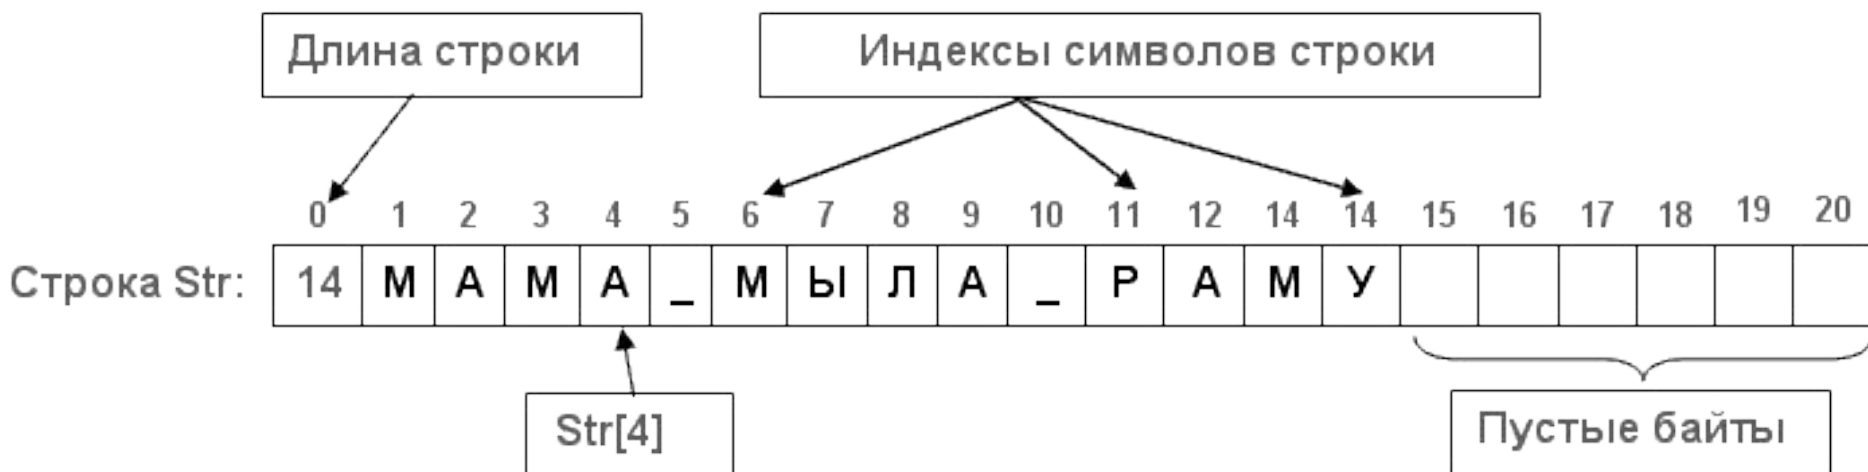 Длина строки
Индексы символов строки
0 1 2 3 4 5 6 7 8 9 10 11 12 14 14 15 16 17 18 19 20
Строка Str: 14 М А М А _ М Ы Л А _ Р А М У
Str[4]
Пустые байты